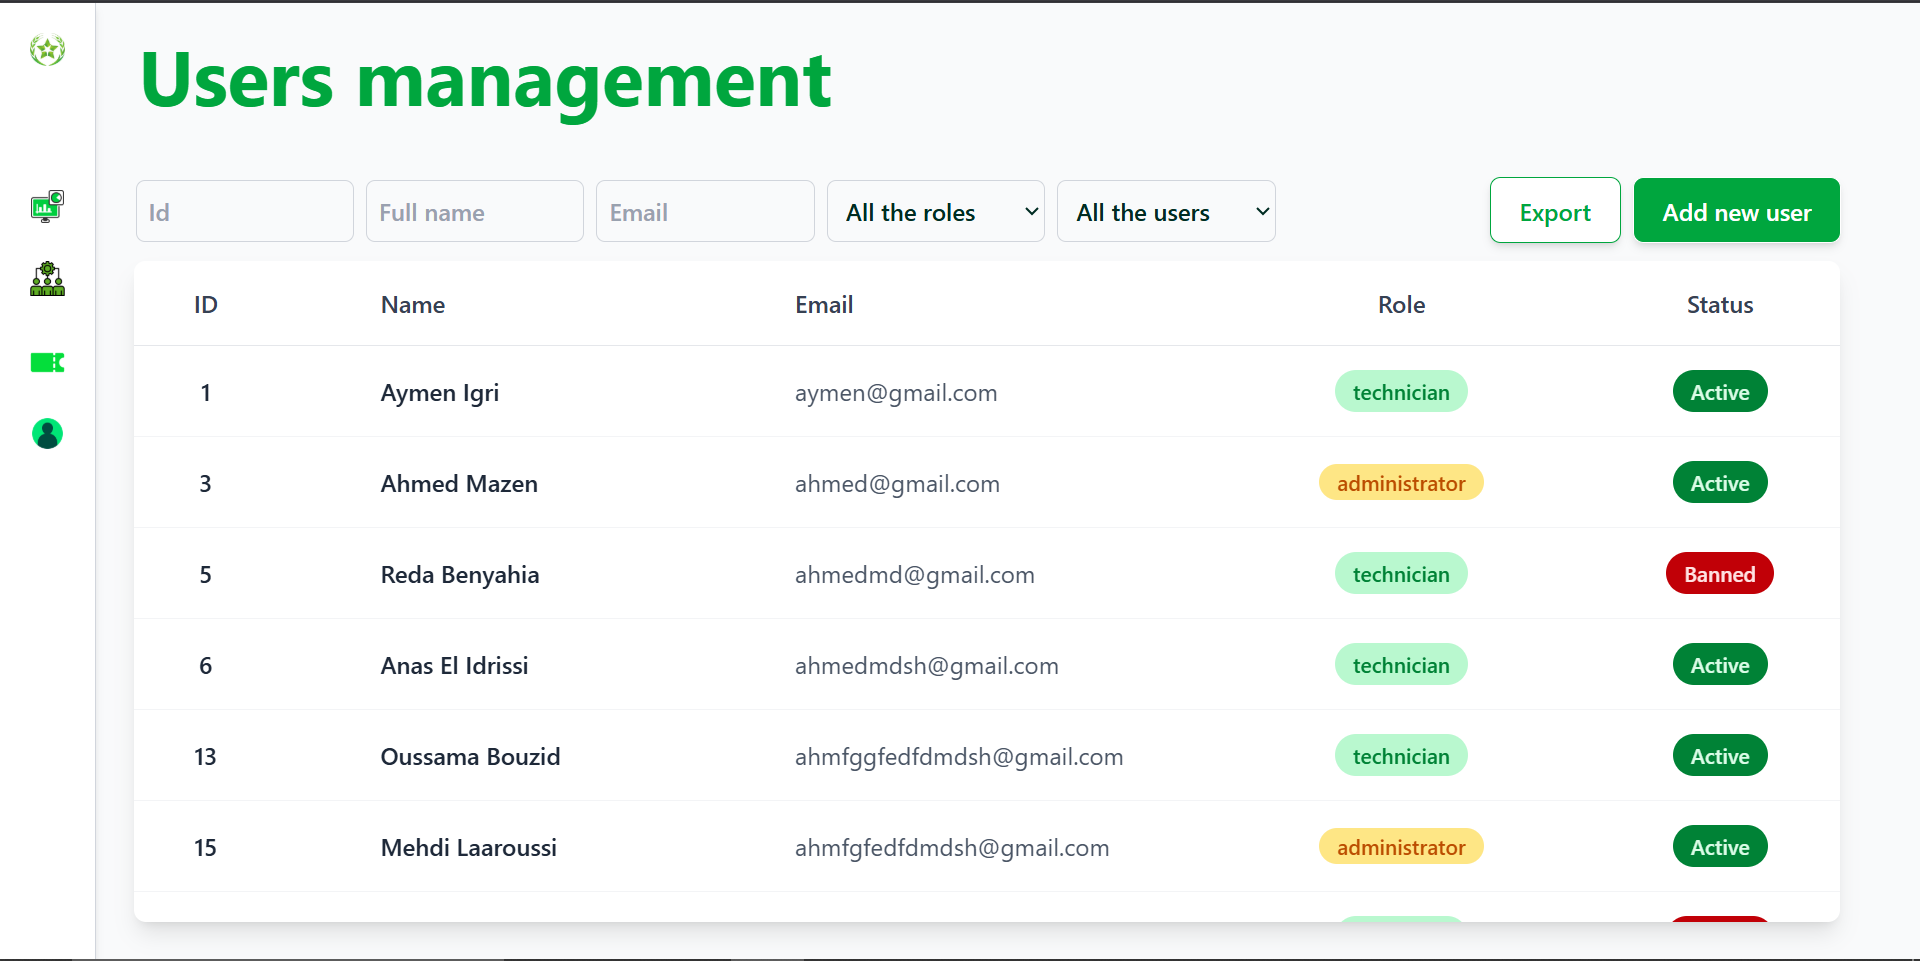 Users management
Id Full name Email All the roles All the users Export Add new user
ID Name Email Role Status
1 Aymen Igri aymen@gmail.com technician Active
3 Ahmed Mazen ahmed@gmail.com administrator Active
5 Reda Benyahia ahmedmd@gmail.com technician Banned
6 Anas El Idrissi ahmedmdsh@gmail.com technician Active
13 Oussama Bouzid ahmfggfedfdmdsh@gmail.com technician Active
15 Mehdi Laaroussi ahmfgfedfdmdsh@gmail.com administrator Active